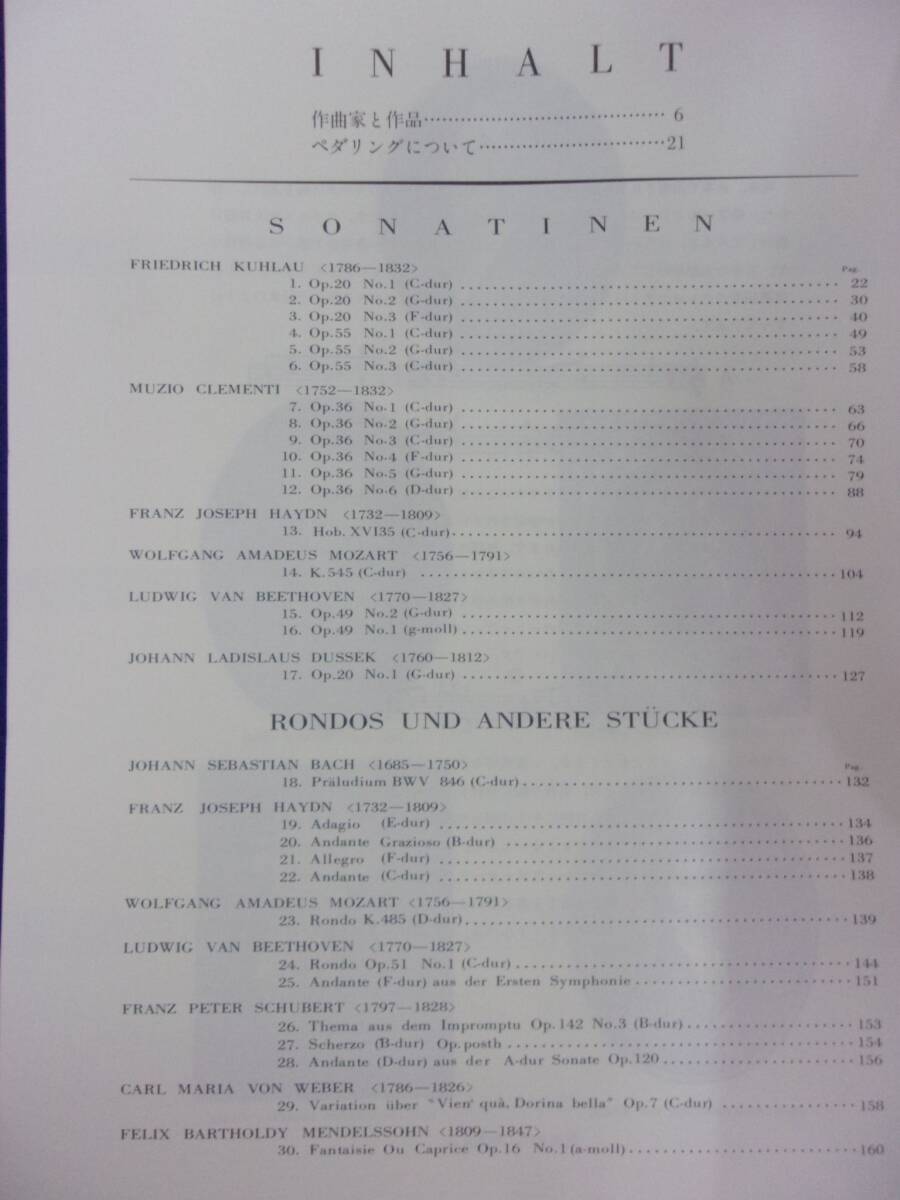 INHALT
作曲家と作品 6
ペダリングについて 21
SONATINEN
FRIEDRICH KUHLAU 〈1786—1832〉 Pag.
1. Op.20 No.1 (C-dur) 22
2. Op.20 No.2 (G-dur) 30
3. Op.20 No.3 (F-dur) 40
4. Op.55 No.1 (C-dur) 49
5. Op.55 No.2 (G-dur) 53
6. Op.55 No.3 (C-dur) 58
MUZIO CLEMENTI 〈1752—1832〉
7. Op.36 No.1 (C-dur) 63
8. Op.36 No.2 (G-dur) 66
9. Op.36 No.3 (C-dur) 70
10. Op.36 No.4 (F-dur) 74
11. Op.36 No.5 (G-dur) 79
12. Op.36 No.6 (D-dur) 88
FRANZ JOSEPH HAYDN 〈1732—1809〉
13. Hob. XVI35 (C-dur) 94
WOLFGANG AMADEUS MOZART 〈1756—1791〉
14. K.545 (C-dur) 104
LUDWIG VAN BEETHOVEN 〈1770—1827〉
15. Op.49 No.2 (G-dur) 112
16. Op.49 No.1 (g-moll) 119
JOHANN LADISLAUS DUSSEK 〈1760—1812〉
17. Op.20 No.1 (G-dur) 127
RONDOS UND ANDERE STÜCKE
JOHANN SEBASTIAN BACH 〈1685—1750〉 Pag.
18. Präludium BWV 846 (C-dur) 132
FRANZ JOSEPH HAYDN 〈1732—1809〉
19. Adagio (E-dur) 134
20. Andante Grazioso (B-dur) 136
21. Allegro (F-dur) 137
22. Andante (C-dur) 138
WOLFGANG AMADEUS MOZART 〈1756—1791〉
23. Rondo K.485 (D-dur) 139
LUDWIG VAN BEETHOVEN 〈1770—1827〉
24. Rondo Op.51 No.1 (C-dur) 144
25. Andante (F-dur) aus der Ersten Symphonie 151
FRANZ PETER SCHUBERT 〈1797—1828〉
26. Thema aus dem Impromptu Op.142 No.3 (B-dur) 153
27. Scherzo (B-dur) Op.posth 154
28. Andante (D-dur) aus der A-dur Sonate Op.120 156
CARL MARIA VON WEBER 〈1786—1826〉
29. Variation über "Vien' quà, Dorina bella" Op.7 (C-dur) 158
FELIX BARTHOLDY MENDELSSOHN 〈1809—1847〉
30. Fantaisie Ou Caprice Op.16 No.1 (a-moll) 160